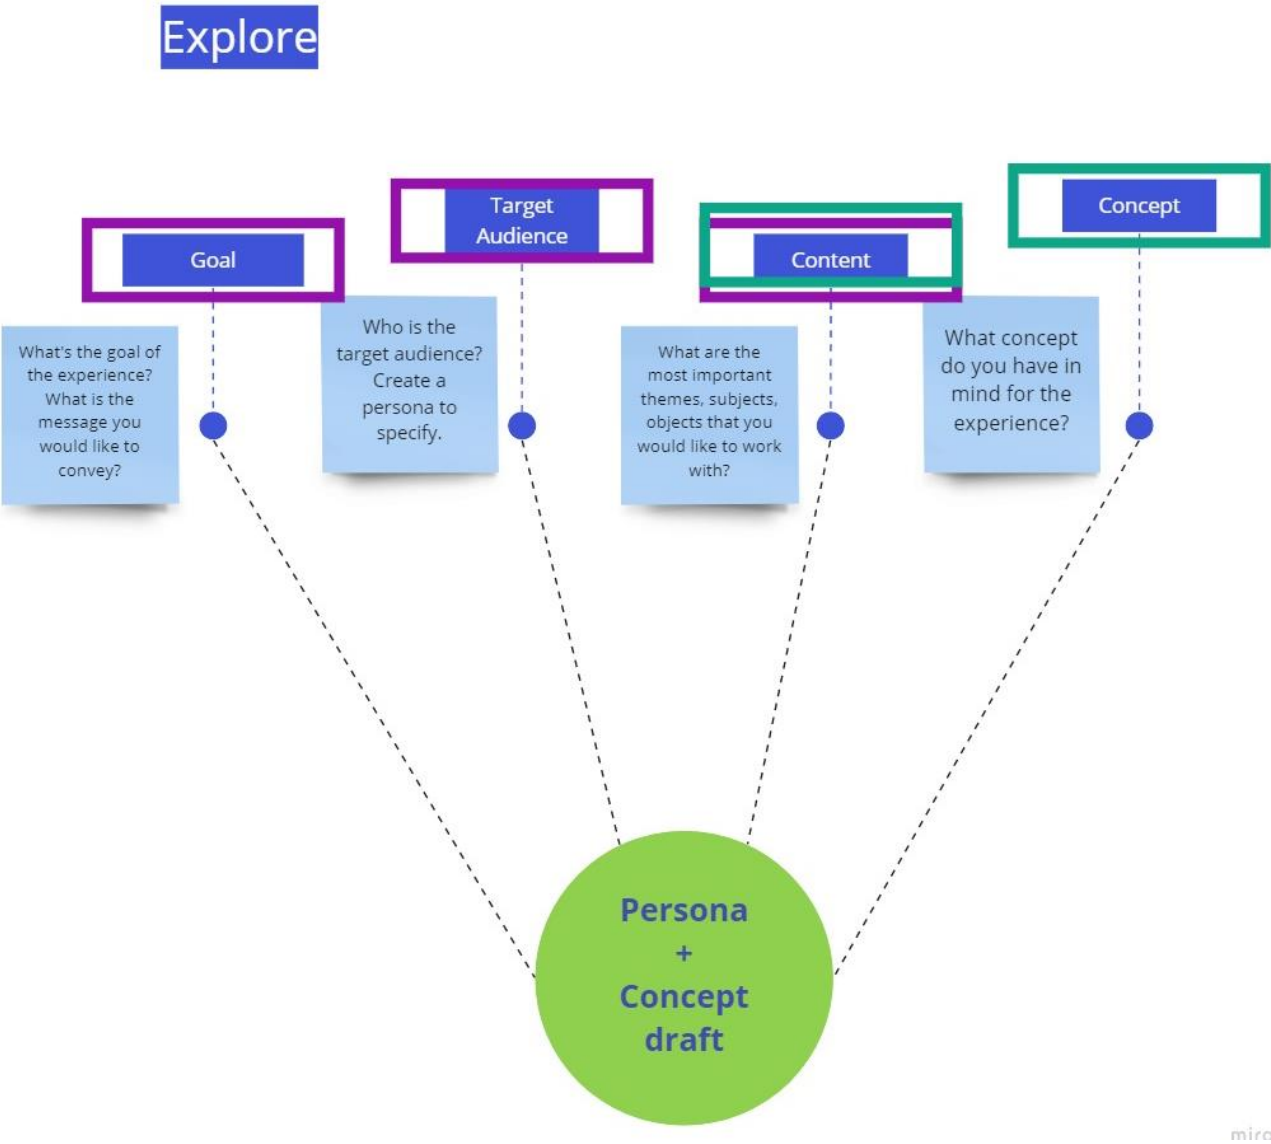 Explore
Goal
Target
Audience
Content
Concept
What's the goal of
the experience?
What is the
message you
would like to
convey?
Who is the
target audience?
Create a
persona to
specify.
What are the
most important
themes, subjects,
objects that you
would like to work
with?
What concept
do you have in
mind for the
experience?
Persona
+
Concept
draft
miro